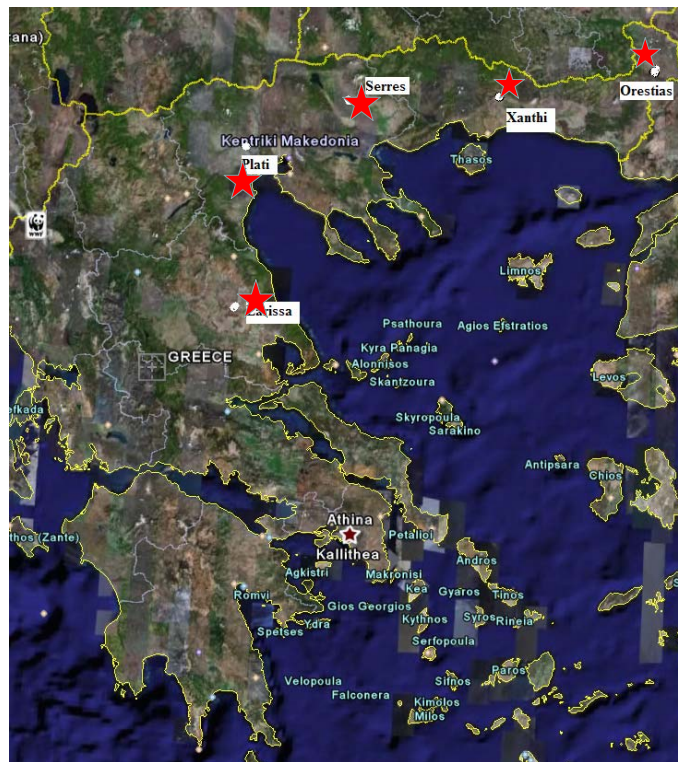 ana)
Serres
Orestias
Xanthi
Kentriki Makedonia
Plati
Thasos
WWF
Limnos
Larissa
Psathoura
Agios Efstratios
Kyra Panagia
GREECE
Alonnisos
Skantzoura
Levos
efkada
Skyropoula
Sarakino
Antipsara
Chios
Athina
thos (Zante)
Petalioi
Kallithea
Andros
Agkistri
Makronisi
Romvi
Kea
Gyaros
Tinos
Gios Georgios
Kythnos
Syros
Rineia
Spetses
Ydra
Serfopoula
Paros
Velopoula
Sifnos
Falconera
Kimolos
Milos